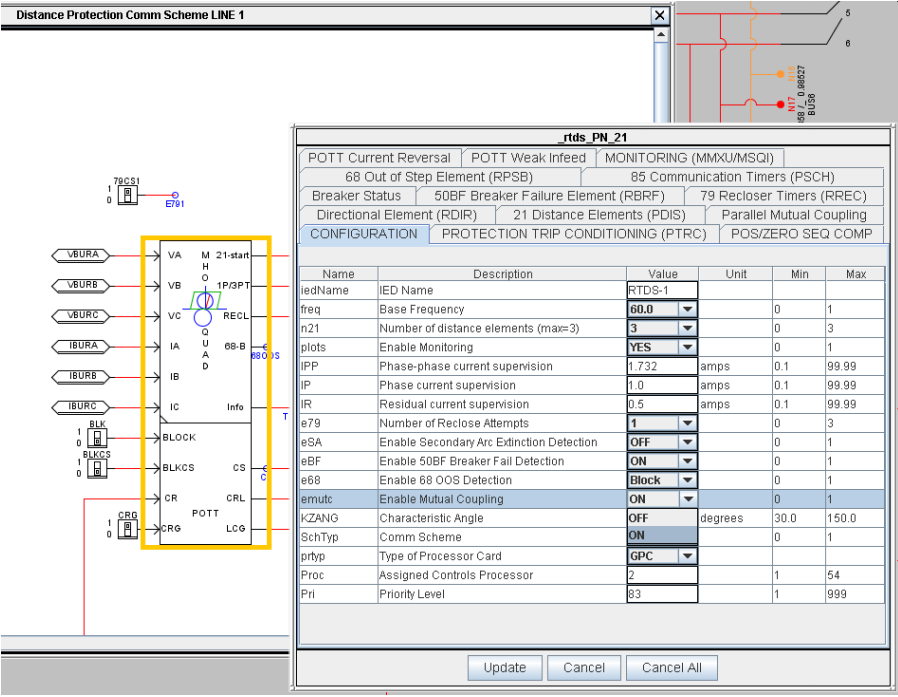 Distance Protection Comm Scheme LINE 1
5
6
N16
0.98527
N17
BUS6
79CS1
1
0
E791
VBURA
VBURB
VBURC
IBURA
IBURB
IBURC
BLK
1
0
BLKCS
1
0
CRG
1
0
VA
VB
VC
IA
IB
IC
BLOCK
BLKCS
CR
CRG
M
H
O
I
Q
U
A
D
21-start
1P/3PT
RECL
68-B
68OOS
Info
CS
CRL
LCG
POTT
_rtds_PN_21
POTT Current Reversal POTT Weak Infeed MONITORING (MMXU/MSQI)
68 Out of Step Element (RPSB) 85 Communication Timers (PSCH)
Breaker Status 50BF Breaker Failure Element (RBRF) 79 Recloser Timers (RREC)
Directional Element (RDIR) 21 Distance Elements (PDIS) Parallel Mutual Coupling
CONFIGURATION PROTECTION TRIP CONDITIONING (PTRC) POS/ZERO SEQ COMP
Name Description Value Unit Min Max
iedName IED Name RTDS-1
freq Base Frequency 60.0 0 1
n21 Number of distance elements (max=3) 3 0 3
plots Enable Monitoring YES 0 1
IPP Phase-phase current supervision 1.732 amps 0.1 99.99
IP Phase current supervision 1.0 amps 0.1 99.99
IR Residual current supervision 0.5 amps 0.1 99.99
e79 Number of Reclose Attempts 1 0 3
eSA Enable Secondary Arc Extinction Detection OFF 0 1
eBF Enable 50BF Breaker Fail Detection ON 0 1
e68 Enable 68 OOS Detection Block 0 1
emutc Enable Mutual Coupling ON 0 1
KZANG Characteristic Angle OFF degrees 30.0 150.0
SchTyp Comm Scheme ON 0 1
prtyp Type of Processor Card GPC
Proc Assigned Controls Processor 2 1 54
Pri Priority Level 83 1 999
Update Cancel Cancel All